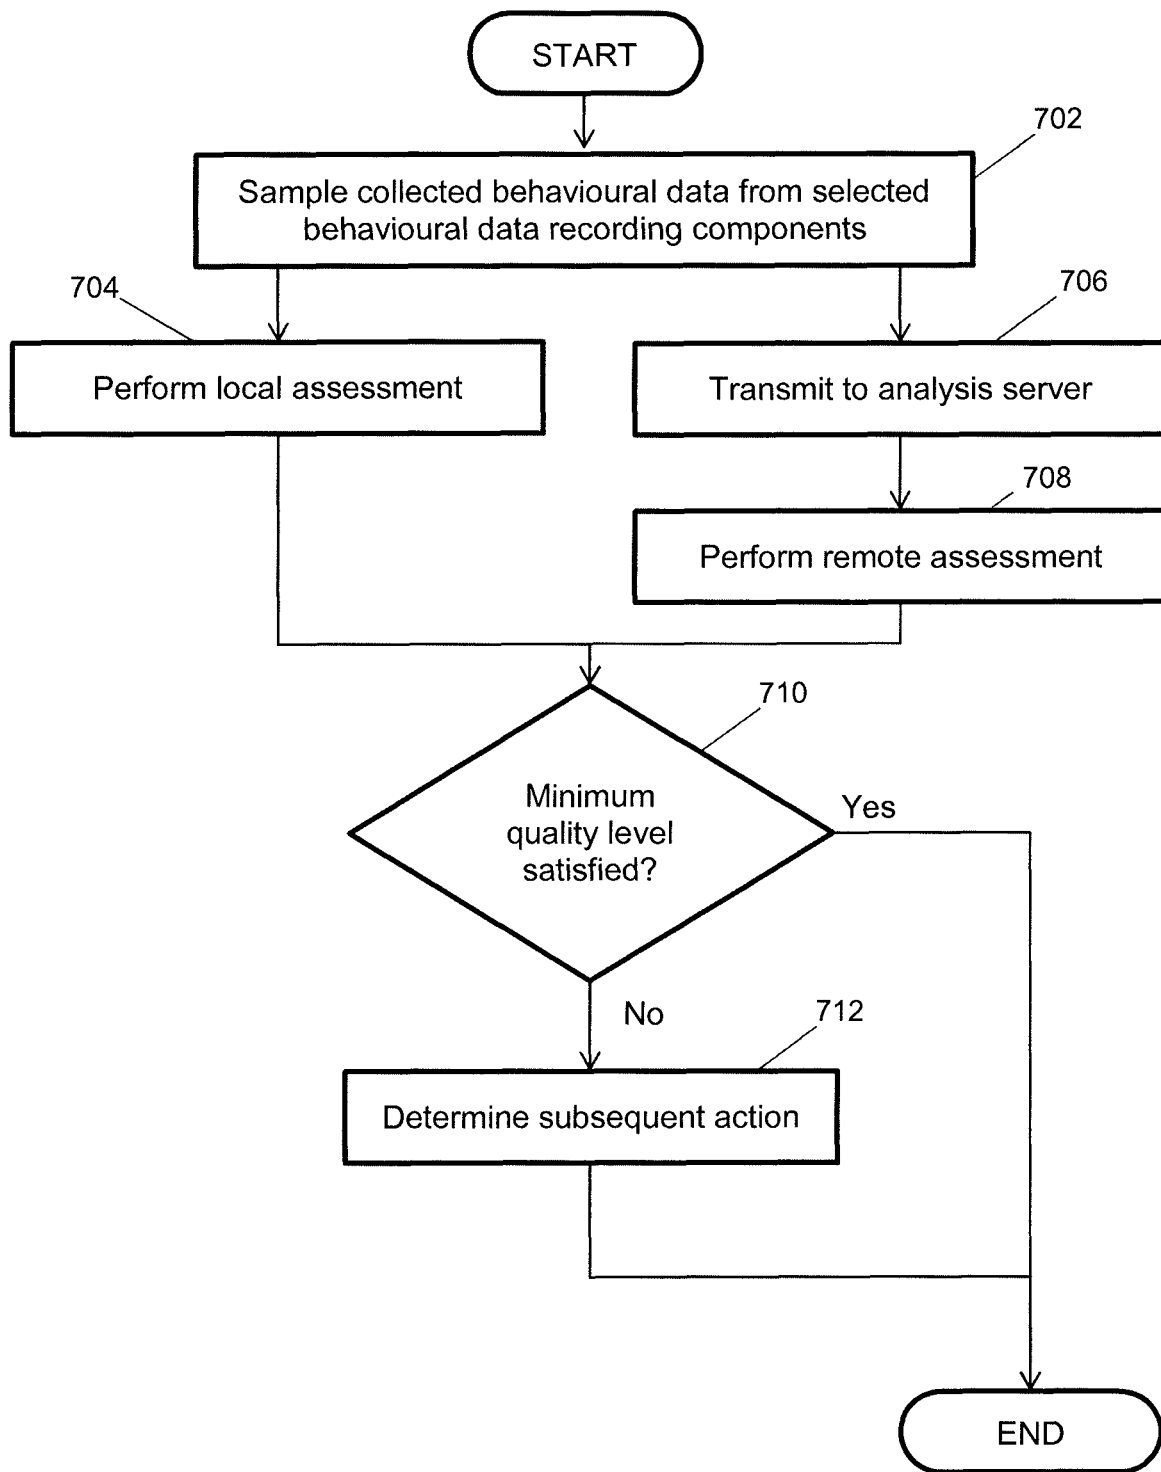 START
702
Sample collected behavioural data from selected
behavioural data recording components
704
706
Perform local assessment
Transmit to analysis server
708
Perform remote assessment
710
Minimum
quality level
satisfied?
Yes
No
712
Determine subsequent action
END